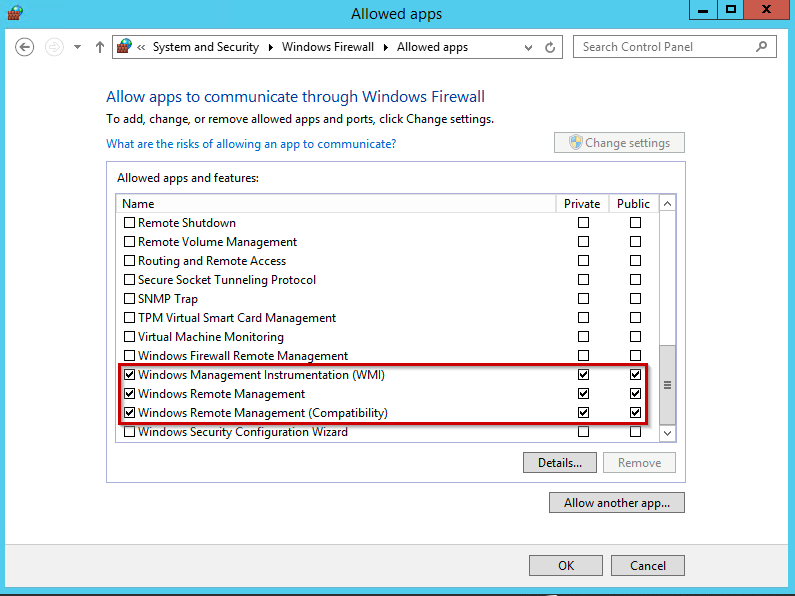 Allowed apps
« System and Security Windows Firewall Allowed apps
Search Control Panel
Allow apps to communicate through Windows Firewall
To add, change, or remove allowed apps and ports, click Change settings.
What are the risks of allowing an app to communicate?
Change settings
Allowed apps and features:
Name Private Public
Remote Shutdown
Remote Volume Management
Routing and Remote Access
Secure Socket Tunneling Protocol
SNMP Trap
TPM Virtual Smart Card Management
Virtual Machine Monitoring
Windows Firewall Remote Management
Windows Management Instrumentation (WMI)
Windows Remote Management
Windows Remote Management (Compatibility)
Windows Security Configuration Wizard
Details... Remove
Allow another app...
OK Cancel